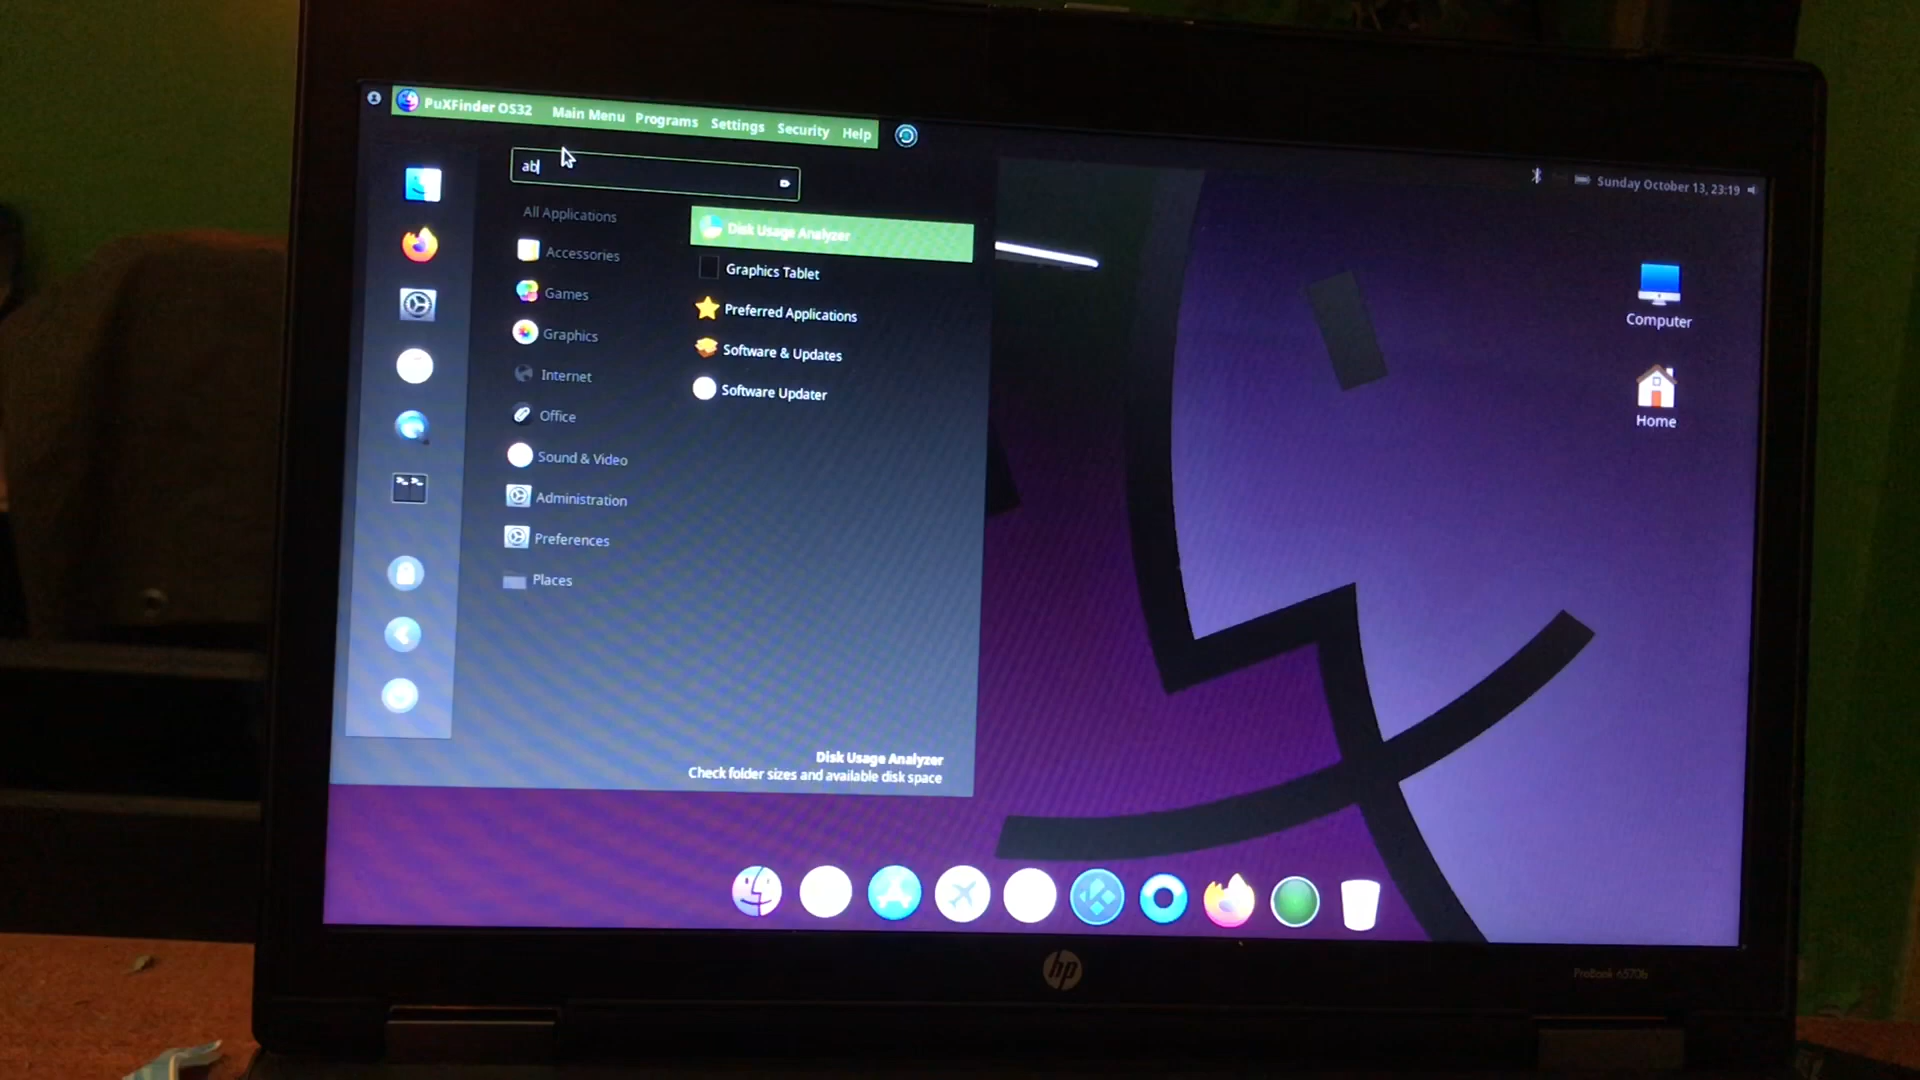 PuXFinder OS32 Main Menu Programs Settings Security Help
Sunday October 13, 23:19
ab
All Applications
Accessories
Games
Graphics
Internet
Office
Sound & Video
Administration
Preferences
Places
Disk Usage Analyzer
Graphics Tablet
Preferred Applications
Software & Updates
Software Updater
Disk Usage Analyzer
Check folder sizes and available disk space
Computer
Home
hp
ProBook 6570b